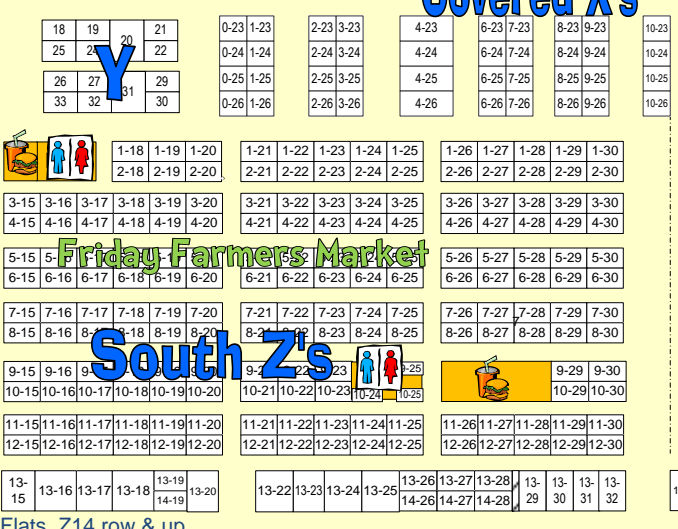 Covered X's
18 19 20 21
25 24 22
Y
26 27 31 29
33 32 30
0-23 1-23 2-23 3-23 4-23 6-23 7-23 8-23 9-23 10-23
0-24 1-24 2-24 3-24 4-24 6-24 7-24 8-24 9-24 10-24
0-25 1-25 2-25 3-25 4-25 6-25 7-25 8-25 9-25 10-25
0-26 1-26 2-26 3-26 4-26 6-26 7-26 8-26 9-26 10-26
1-18 1-19 1-20 1-21 1-22 1-23 1-24 1-25 1-26 1-27 1-28 1-29 1-30
2-18 2-19 2-20 2-21 2-22 2-23 2-24 2-25 2-26 2-27 2-28 2-29 2-30
3-15 3-16 3-17 3-18 3-19 3-20 3-21 3-22 3-23 3-24 3-25 3-26 3-27 3-28 3-29 3-30
4-15 4-16 4-17 4-18 4-19 4-20 4-21 4-22 4-23 4-24 4-25 4-26 4-27 4-28 4-29 4-30
Friday Farmers Market
5-15 5-26 5-27 5-28 5-29 5-30
6-15 6-16 6-17 6-18 6-19 6-20 6-21 6-22 6-23 6-24 6-25 6-26 6-27 6-28 6-29 6-30
7-15 7-16 7-17 7-18 7-19 7-20 7-21 7-22 7-23 7-24 7-25 7-26 7-27 7-28 7-29 7-30
8-15 8-16 8-18 8-19 8-20 8-23 8-24 8-25 8-26 8-27 8-28 8-29 8-30
South Z's
9-15 9-16 9-25 9-29 9-30
10-15 10-16 10-17 10-18 10-19 10-20 10-21 10-22 10-23 10-24 10-25 10-29 10-30
11-15 11-16 11-17 11-18 11-19 11-20 11-21 11-22 11-23 11-24 11-25 11-26 11-27 11-28 11-29 11-30
12-15 12-16 12-17 12-18 12-19 12-20 12-21 12-22 12-23 12-24 12-25 12-26 12-27 12-28 12-29 12-30
13-15 13-16 13-17 13-18 13-19 13-20 13-22 13-23 13-24 13-25 13-26 13-27 13-28 13-29 13-30 13-31 13-32
14-19 14-26 14-27 14-28
Flats, Z14 row & up